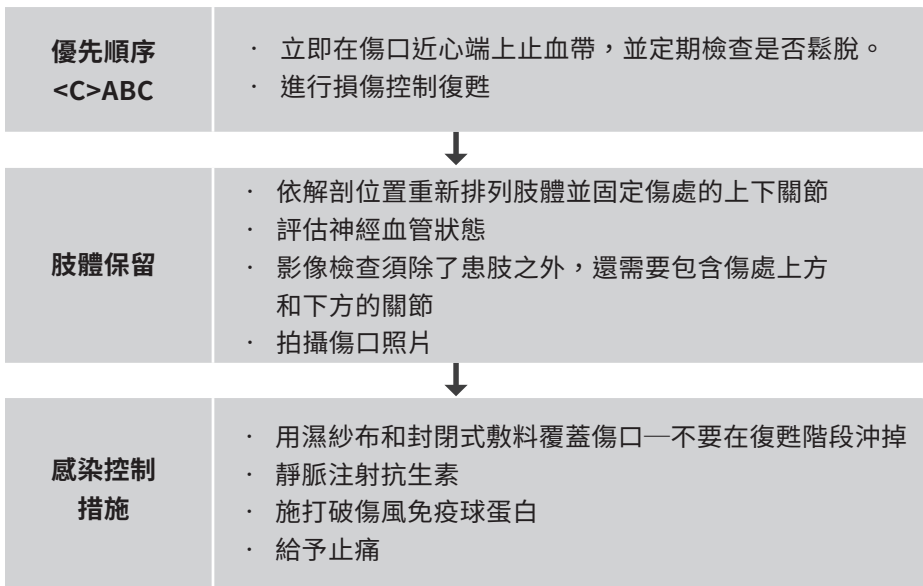 優先順序
<C>ABC
· 立即在傷口近心端上止血帶，並定期檢查是否鬆脫。
· 進行損傷控制復甦
肢體保留
· 依解剖位置重新排列肢體並固定傷處的上下關節
· 評估神經血管狀態
· 影像檢查須除了患肢之外，還需要包含傷處上方
和下方的關節
· 拍攝傷口照片
感染控制
措施
· 用濕紗布和封閉式敷料覆蓋傷口─不要在復甦階段沖掉
· 靜脈注射抗生素
· 施打破傷風免疫球蛋白
· 給予止痛